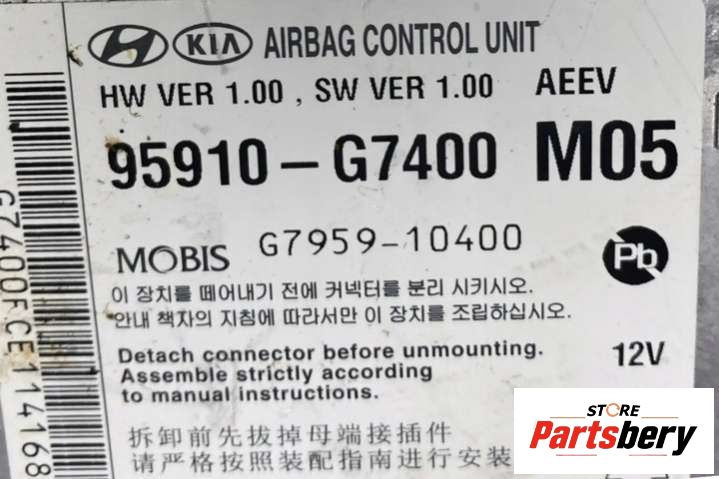 KIA AIRBAG CONTROL UNIT
HW VER 1.00 , SW VER 1.00 AEEV
95910-G7400 M05
MOBIS G7959-10400
Pb
이 장치를 떼어내기 전에 커넥터를 분리 시키시오.
안내 책자의 지침에 따라서만 이 장치를 조립하십시오.
Detach connector before unmounting.
Assemble strictly according
to manual instructions.
12V
拆卸前先拔掉母端接插件
请严格按照装配指南进行安装
G7400FCE114168
STORE
Partsbery